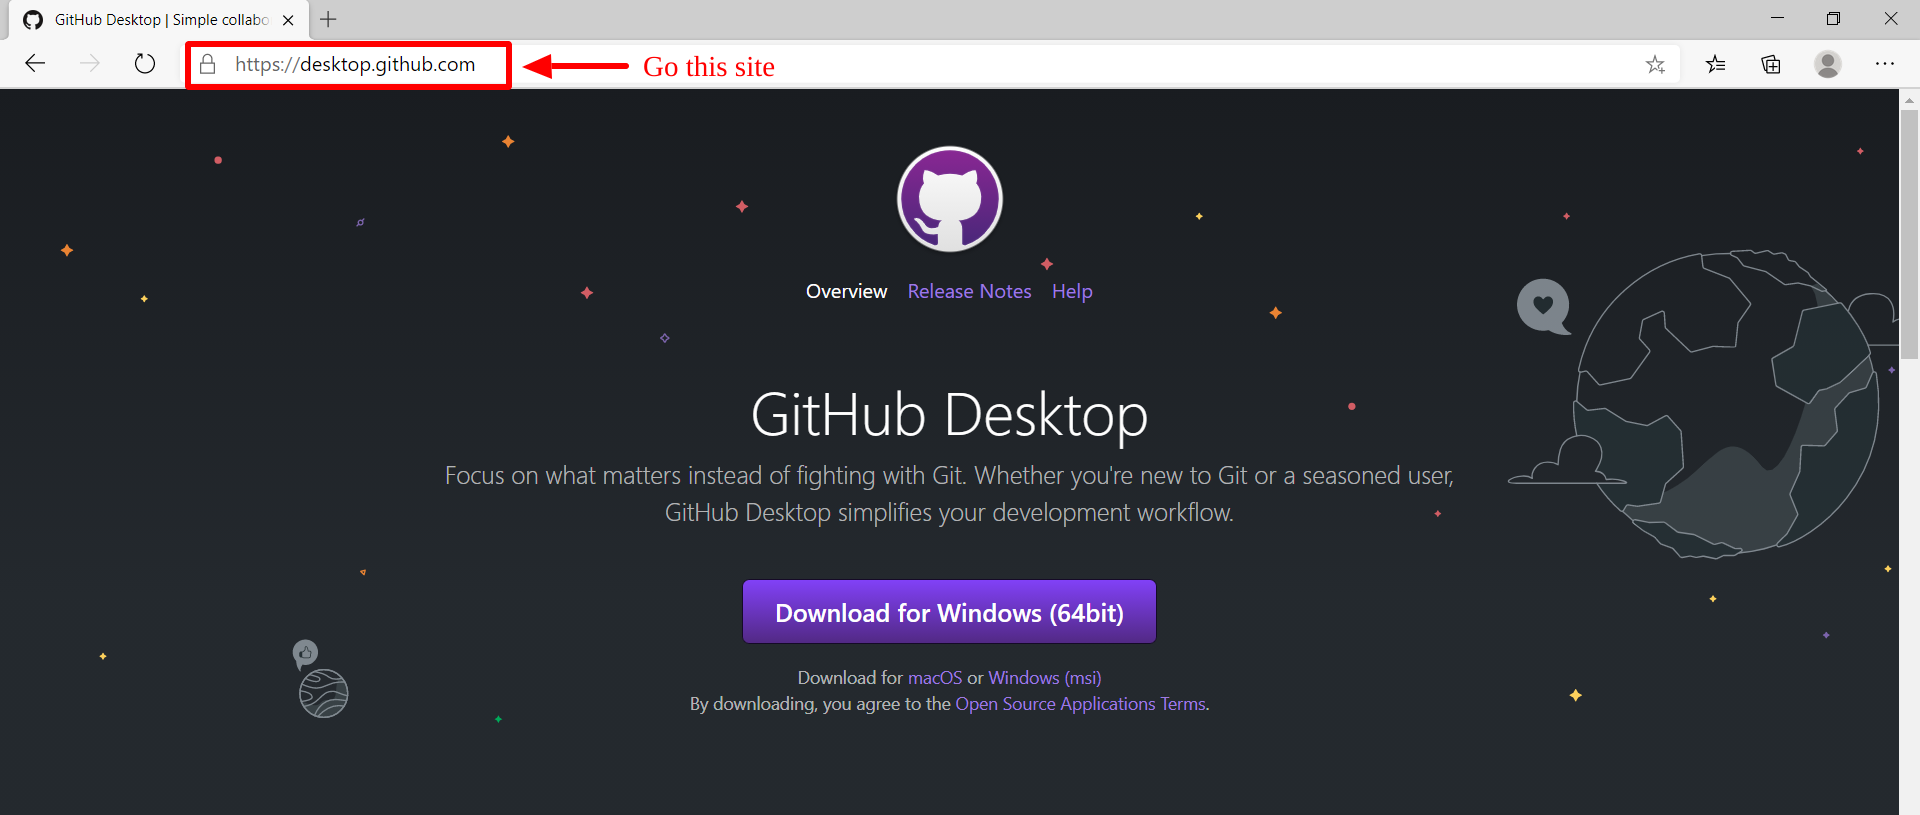 GitHub Desktop | Simple collabo
https://desktop.github.com
Go this site
Overview Release Notes Help
GitHub Desktop
Focus on what matters instead of fighting with Git. Whether you're new to Git or a seasoned user,
GitHub Desktop simplifies your development workflow.
Download for Windows (64bit)
Download for macOS or Windows (msi)
By downloading, you agree to the Open Source Applications Terms.